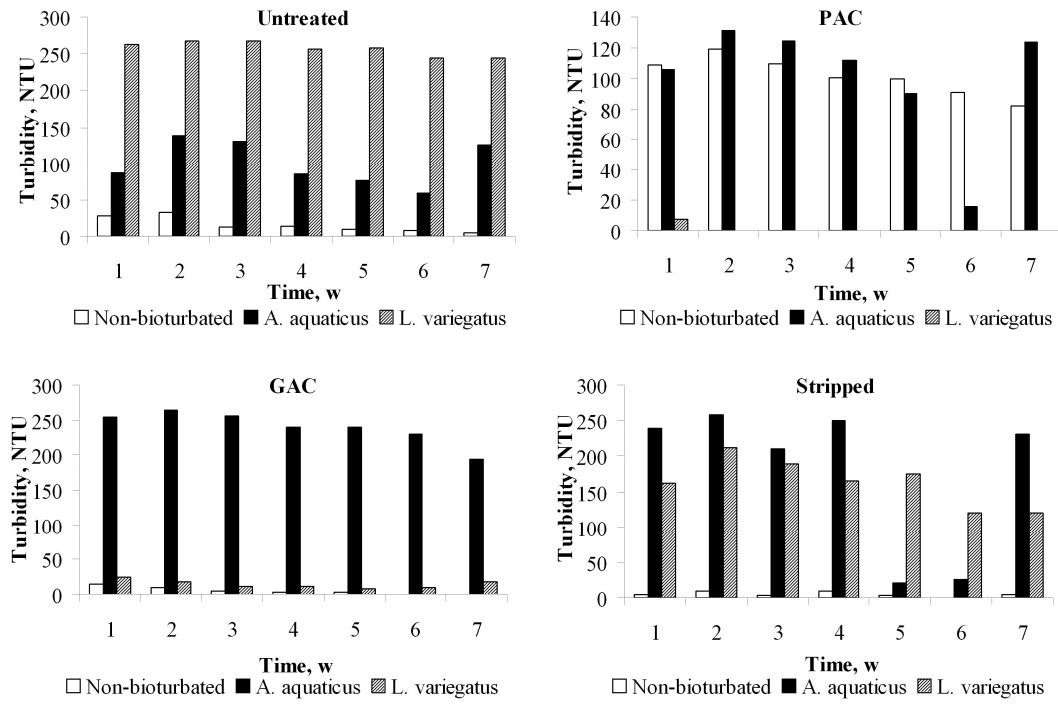 Untreated
Turbidity, NTU
300
250
200
150
100
50
0
1 2 3 4 5 6 7
Time, w
Non-bioturbated A. aquaticus L. variegatus
PAC
Turbidity, NTU
140
120
100
80
60
40
20
0
1 2 3 4 5 6 7
Time, w
Non-bioturbated A. aquaticus L. variegatus
GAC
Turbidity, NTU
300
250
200
150
100
50
0
1 2 3 4 5 6 7
Time, w
Non-bioturbated A. aquaticus L. variegatus
Stripped
Turbidity, NTU
300
250
200
150
100
50
0
1 2 3 4 5 6 7
Time, w
Non-bioturbated A. aquaticus L. variegatus